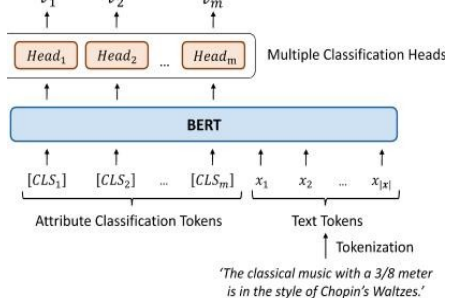 Head₁ Head₂ ... Headₘ Multiple Classification Heads
BERT
[CLS₁] [CLS₂] ... [CLSₘ] x₁ x₂ ... x|x|
Attribute Classification Tokens Text Tokens
Tokenization
‘The classical music with a 3/8 meter
is in the style of Chopin’s Waltzes.’